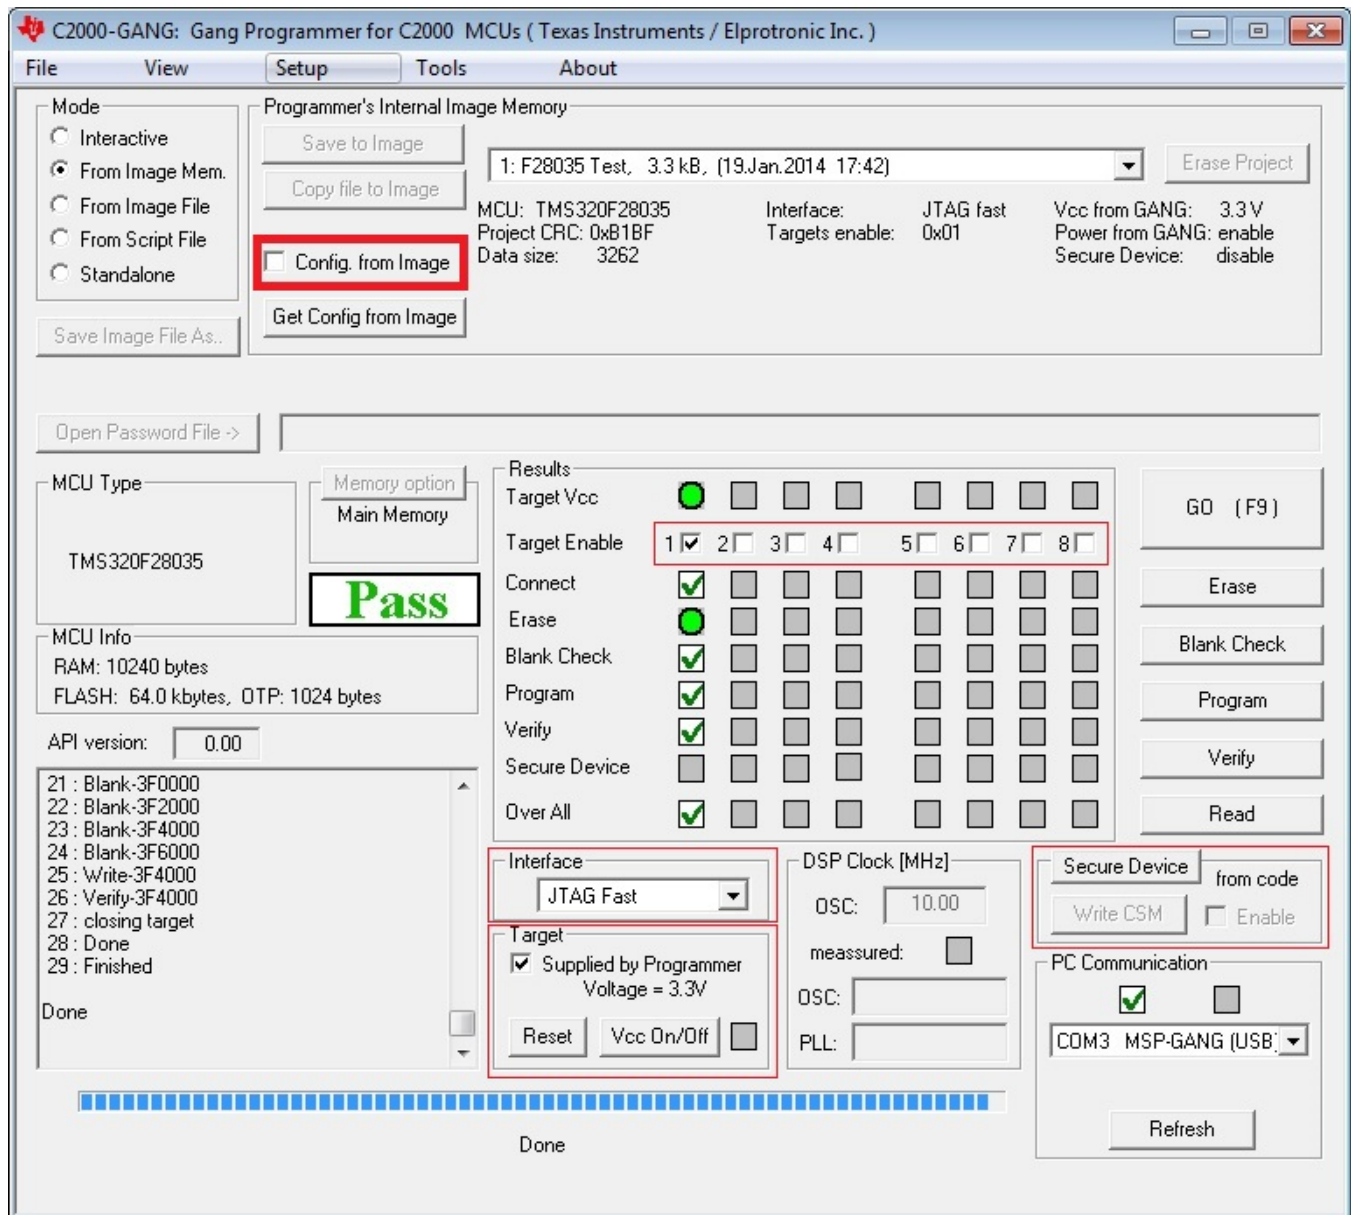 C2000-GANG: Gang Programmer for C2000 MCUs ( Texas Instruments / Elprotronic Inc. )
File View Setup Tools About
Mode
Interactive
From Image Mem.
From Image File
From Script File
Standalone
Save Image File As..
Programmer's Internal Image Memory
Save to Image
Copy file to Image
Config. from Image
Get Config from Image
1: F28035 Test, 3.3 kB, (19.Jan.2014 17:42)
Erase Project
MCU: TMS320F28035 Interface: JTAG fast Vcc from GANG: 3.3 V
Project CRC: 0xB1BF Targets enable: 0x01 Power from GANG: enable
Data size: 3262 Secure Device: disable
Open Password File ->
MCU Type
TMS320F28035
Memory option
Main Memory
Pass
MCU Info
RAM: 10240 bytes
FLASH: 64.0 kbytes, OTP: 1024 bytes
API version: 0.00
21 : Blank-3F0000
22 : Blank-3F2000
23 : Blank-3F4000
24 : Blank-3F6000
25 : Write-3F4000
26 : Verify-3F4000
27 : closing target
28 : Done
29 : Finished
Done
Results
Target Vcc
Target Enable 1 2 3 4 5 6 7 8
Connect
Erase
Blank Check
Program
Verify
Secure Device
Over All
GO (F9)
Erase
Blank Check
Program
Verify
Read
Interface
JTAG Fast
Target
Supplied by Programmer
Voltage = 3.3V
Reset Vcc On/Off
DSP Clock [MHz]
OSC: 10.00
meassured:
OSC:
PLL:
Secure Device from code
Write CSM Enable
PC Communication
COM3 MSP-GANG (USB)
Refresh
Done